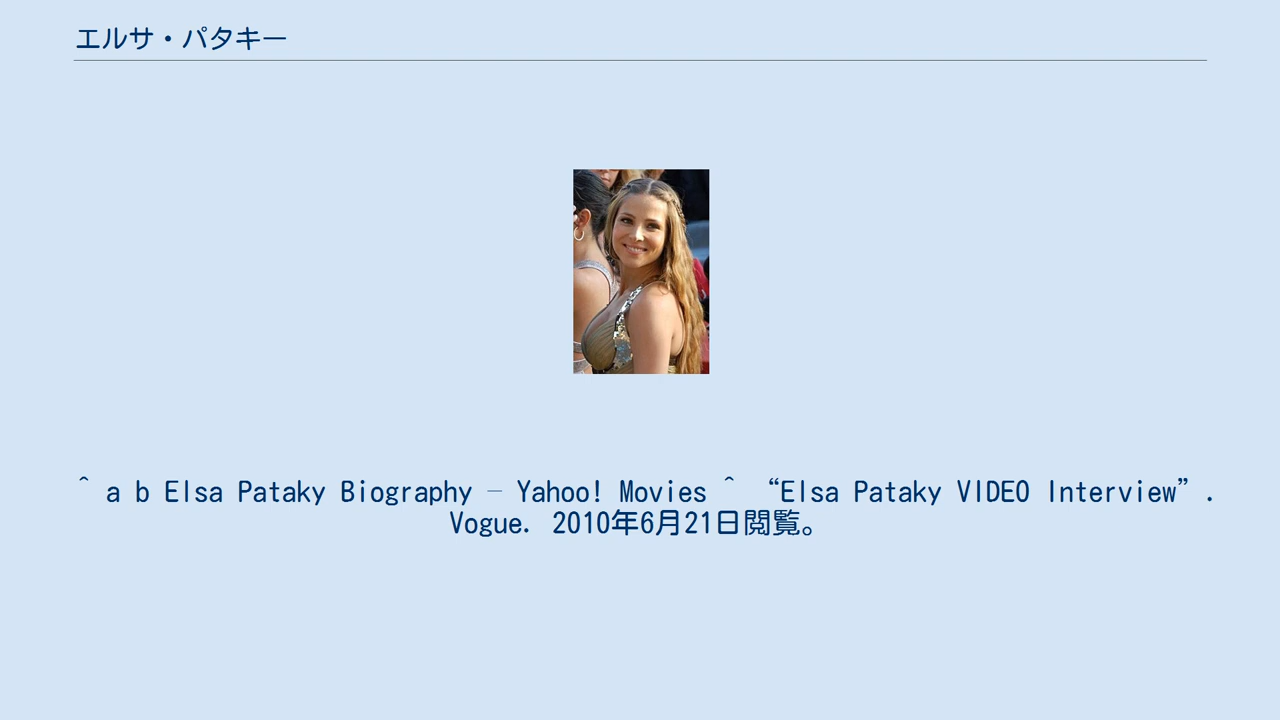 エルサ・パタキー
^ a b Elsa Pataky Biography – Yahoo! Movies ^ “Elsa Pataky VIDEO Interview”.
Vogue. 2010年6月21日閲覧。